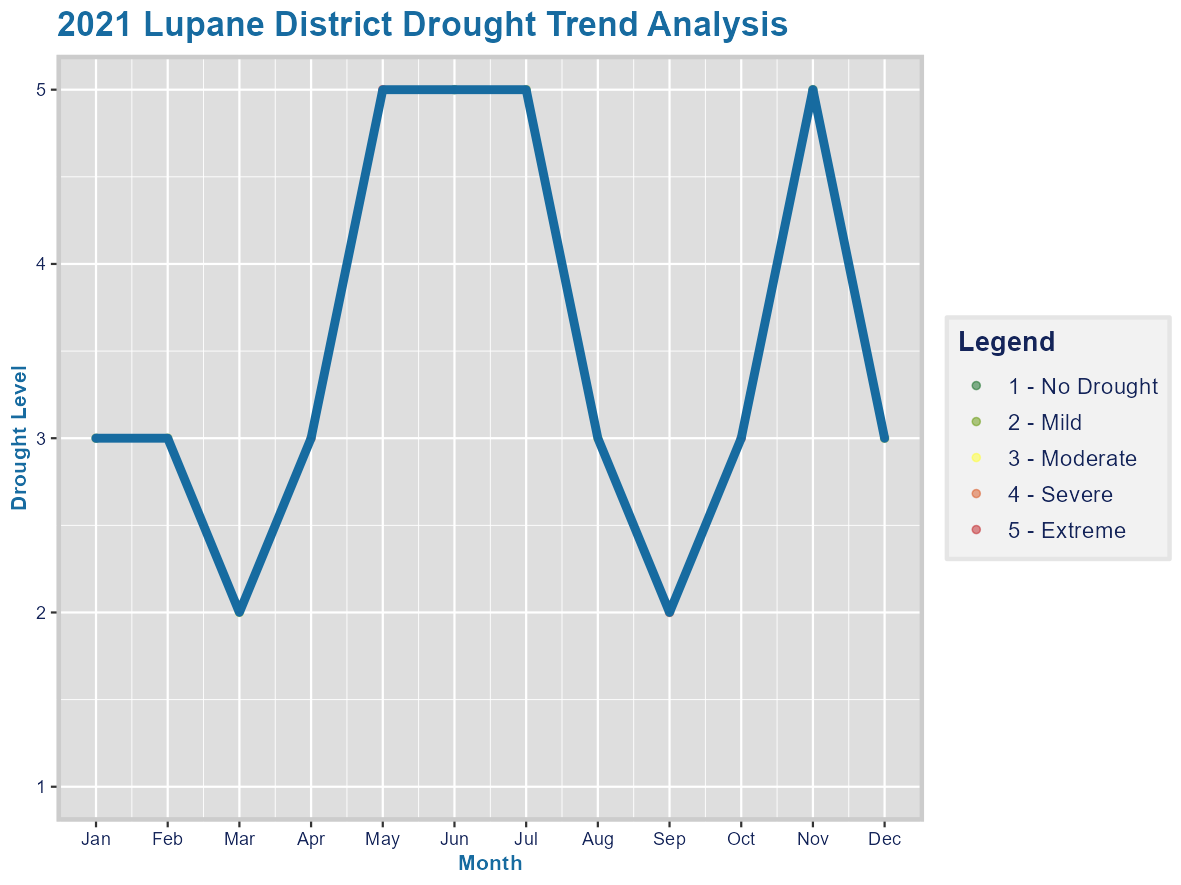 2021 Lupane District Drought Trend Analysis
Drought Level
5
4
3
2
1
Jan Feb Mar Apr May Jun Jul Aug Sep Oct Nov Dec
Month
Legend
1 - No Drought
2 - Mild
3 - Moderate
4 - Severe
5 - Extreme